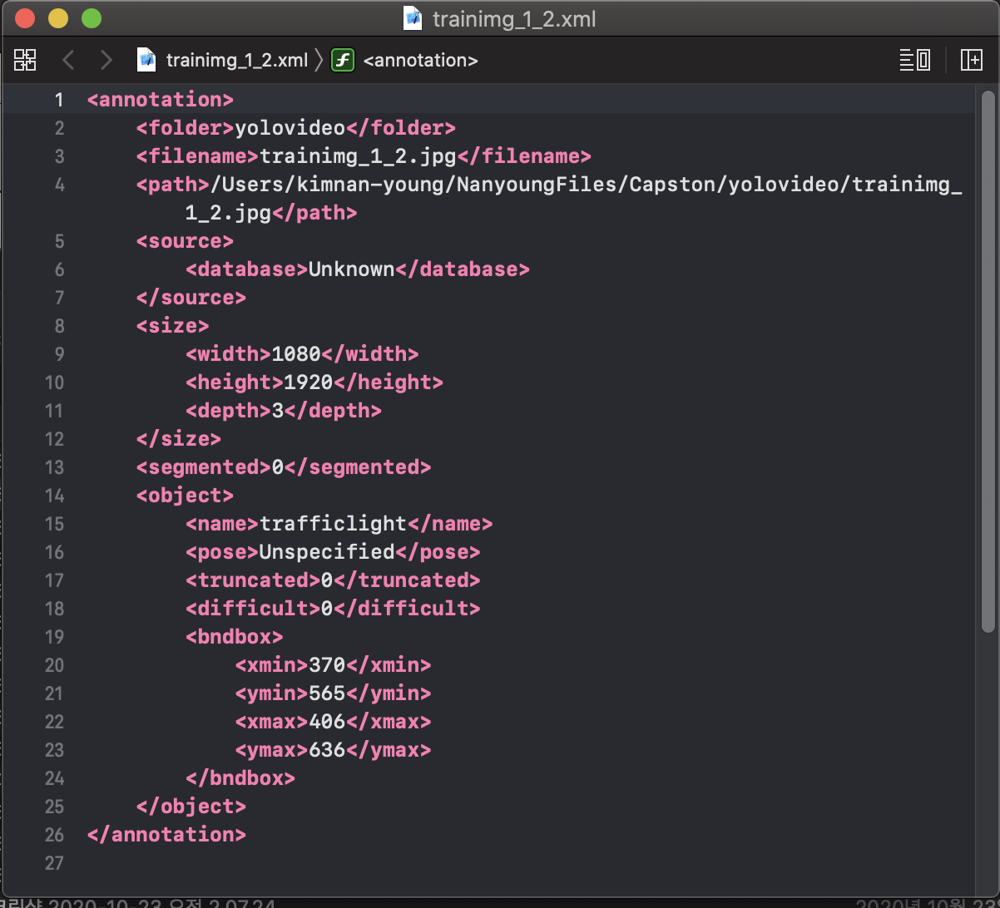 trainimg_1_2.xml
trainimg_1_2.xml 〉 f <annotation>
1 <annotation>
2 <folder>yolovideo</folder>
3 <filename>trainimg_1_2.jpg</filename>
4 <path>/Users/kimnan-young/NanyoungFiles/Capston/yolovideo/trainimg_
1_2.jpg</path>
5 <source>
6 <database>Unknown</database>
7 </source>
8 <size>
9 <width>1080</width>
10 <height>1920</height>
11 <depth>3</depth>
12 </size>
13 <segmented>0</segmented>
14 <object>
15 <name>trafficlight</name>
16 <pose>Unspecified</pose>
17 <truncated>0</truncated>
18 <difficult>0</difficult>
19 <bndbox>
20 <xmin>370</xmin>
21 <ymin>565</ymin>
22 <xmax>406</xmax>
23 <ymax>636</ymax>
24 </bndbox>
25 </object>
26 </annotation>
27
2020-10-23 오전 2.07.24 2020년 10월 23